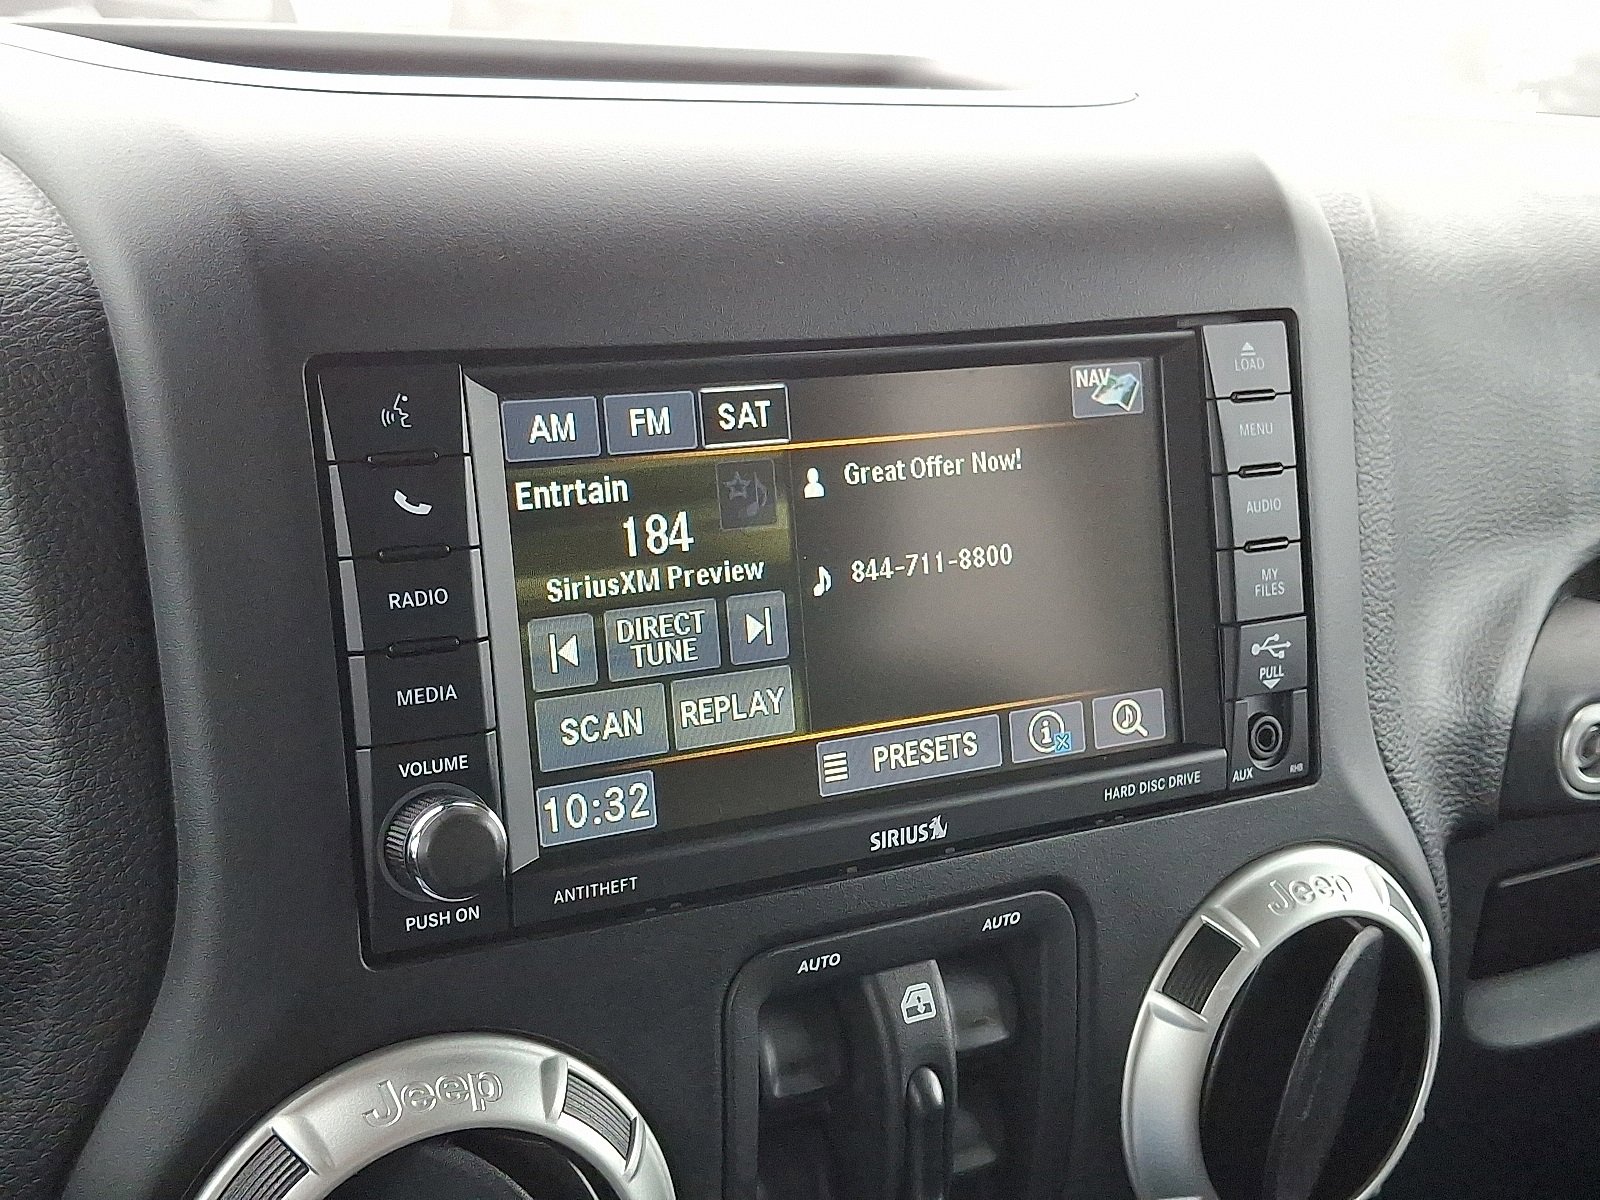 LOAD
MENU
AUDIO
MY
FILES
PULL
AUX
RHB
RADIO
MEDIA
VOLUME
PUSH ON
AM FM SAT
NAV
Entrtain
184
SiriusXM Preview
DIRECT
TUNE
SCAN REPLAY
10:32
Great Offer Now!
844-711-8800
PRESETS
HARD DISC DRIVE
SIRIUS
ANTITHEFT
AUTO AUTO
Jeep
Jeep